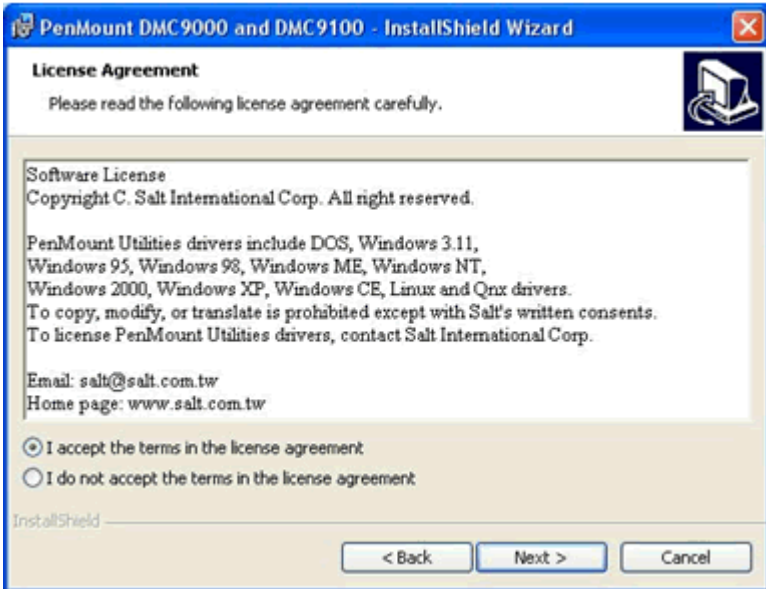 PenMount DMC9000 and DMC9100 - InstallShield Wizard
License Agreement
Please read the following license agreement carefully.
Software License
Copyright C. Salt International Corp. All right reserved.
PenMount Utilities drivers include DOS, Windows 3.11,
Windows 95, Windows 98, Windows ME, Windows NT,
Windows 2000, Windows XP, Windows CE, Linux and Qnx drivers.
To copy, modify, or translate is prohibited except with Salt's written consents.
To license PenMount Utilities drivers, contact Salt International Corp.
Email: salt@salt.com.tw
Home page: www.salt.com.tw
I accept the terms in the license agreement
I do not accept the terms in the license agreement
InstallShield
< Back Next > Cancel